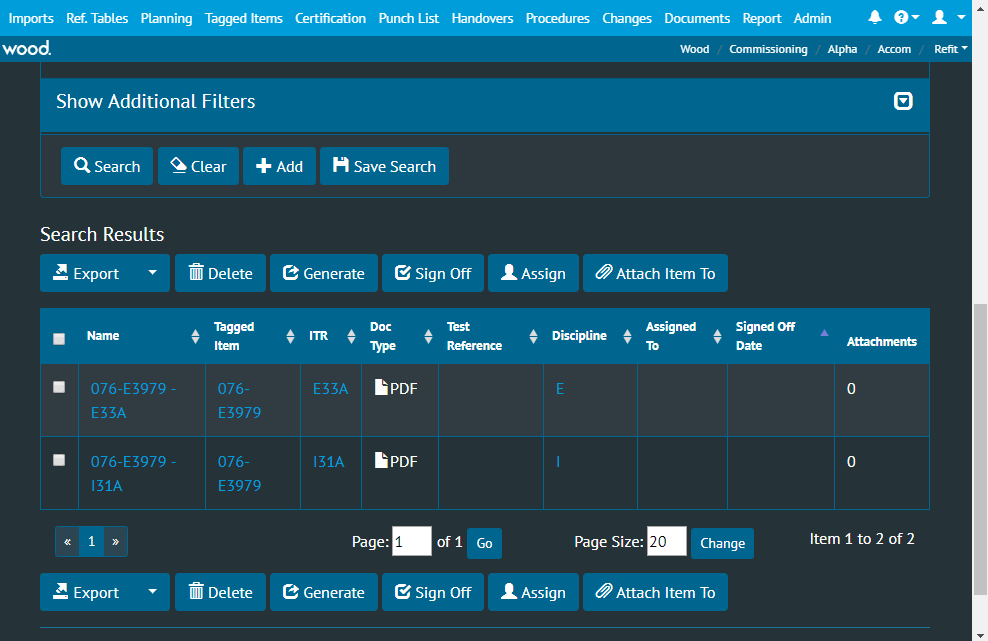 Imports Ref. Tables Planning Tagged Items Certification Punch List Handovers Procedures Changes Documents Report Admin
wood. Wood / Commissioning / Alpha / Accom / Refit
Show Additional Filters
Search Clear Add Save Search
Search Results
Export Delete Generate Sign Off Assign Attach Item To
Name Tagged Item ITR Doc Type Test Reference Discipline Assigned To Signed Off Date Attachments
076-E3979 - E33A 076-E3979 E33A PDF E 0
076-E3979 - I31A 076-E3979 I31A PDF I 0
« 1 » Page: 1 of 1 Go Page Size: 20 Change Item 1 to 2 of 2
Export Delete Generate Sign Off Assign Attach Item To